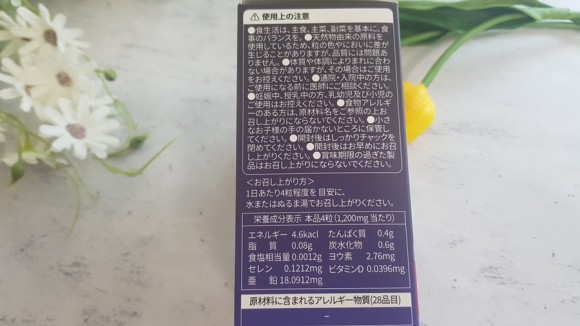 ⚠ 使用上の注意
●食生活は、主食、主菜、副菜を基本に、食
事のバランスを。●天然物由来の原料を
使用しているため、粒の色やにおいに差が
生じることがありますが、品質には問題あ
りません。●体質や体調によりまれに合わ
ない場合がありますが、その場合はご使用
をお控えください。●通院・入院中の方は、
ご使用になる前に医師にご相談ください。
●妊娠中、授乳中の方、乳幼児及び小児の
ご使用はお控えください。●食物アレルギ
ーのある方は、原材料名をご参照の上お
召し上がりにならないでください。●小さ
なお子様の手の届かないところに保管し
てください。●開封後はしっかりチャックを
閉めてください。●開封後はお早めにお召
し上がりください。●賞味期限の過ぎた製
品はお召し上がりにならないでください。
＜お召し上がり方＞
1日あたり4粒程度を目安に、
水またはぬるま湯でお召し上がりください。
栄養成分表示 本品4粒(1,200mg当たり)
エネルギー 4.6kacl たんぱく質 0.4g
脂質 0.08g 炭水化物 0.6g
食塩相当量 0.0012g ヨウ素 2.76mg
セレン 0.1212mg ビタミンD 0.0396mg
亜鉛 18.0912mg
原材料に含まれるアレルギー物質(28品目)
–